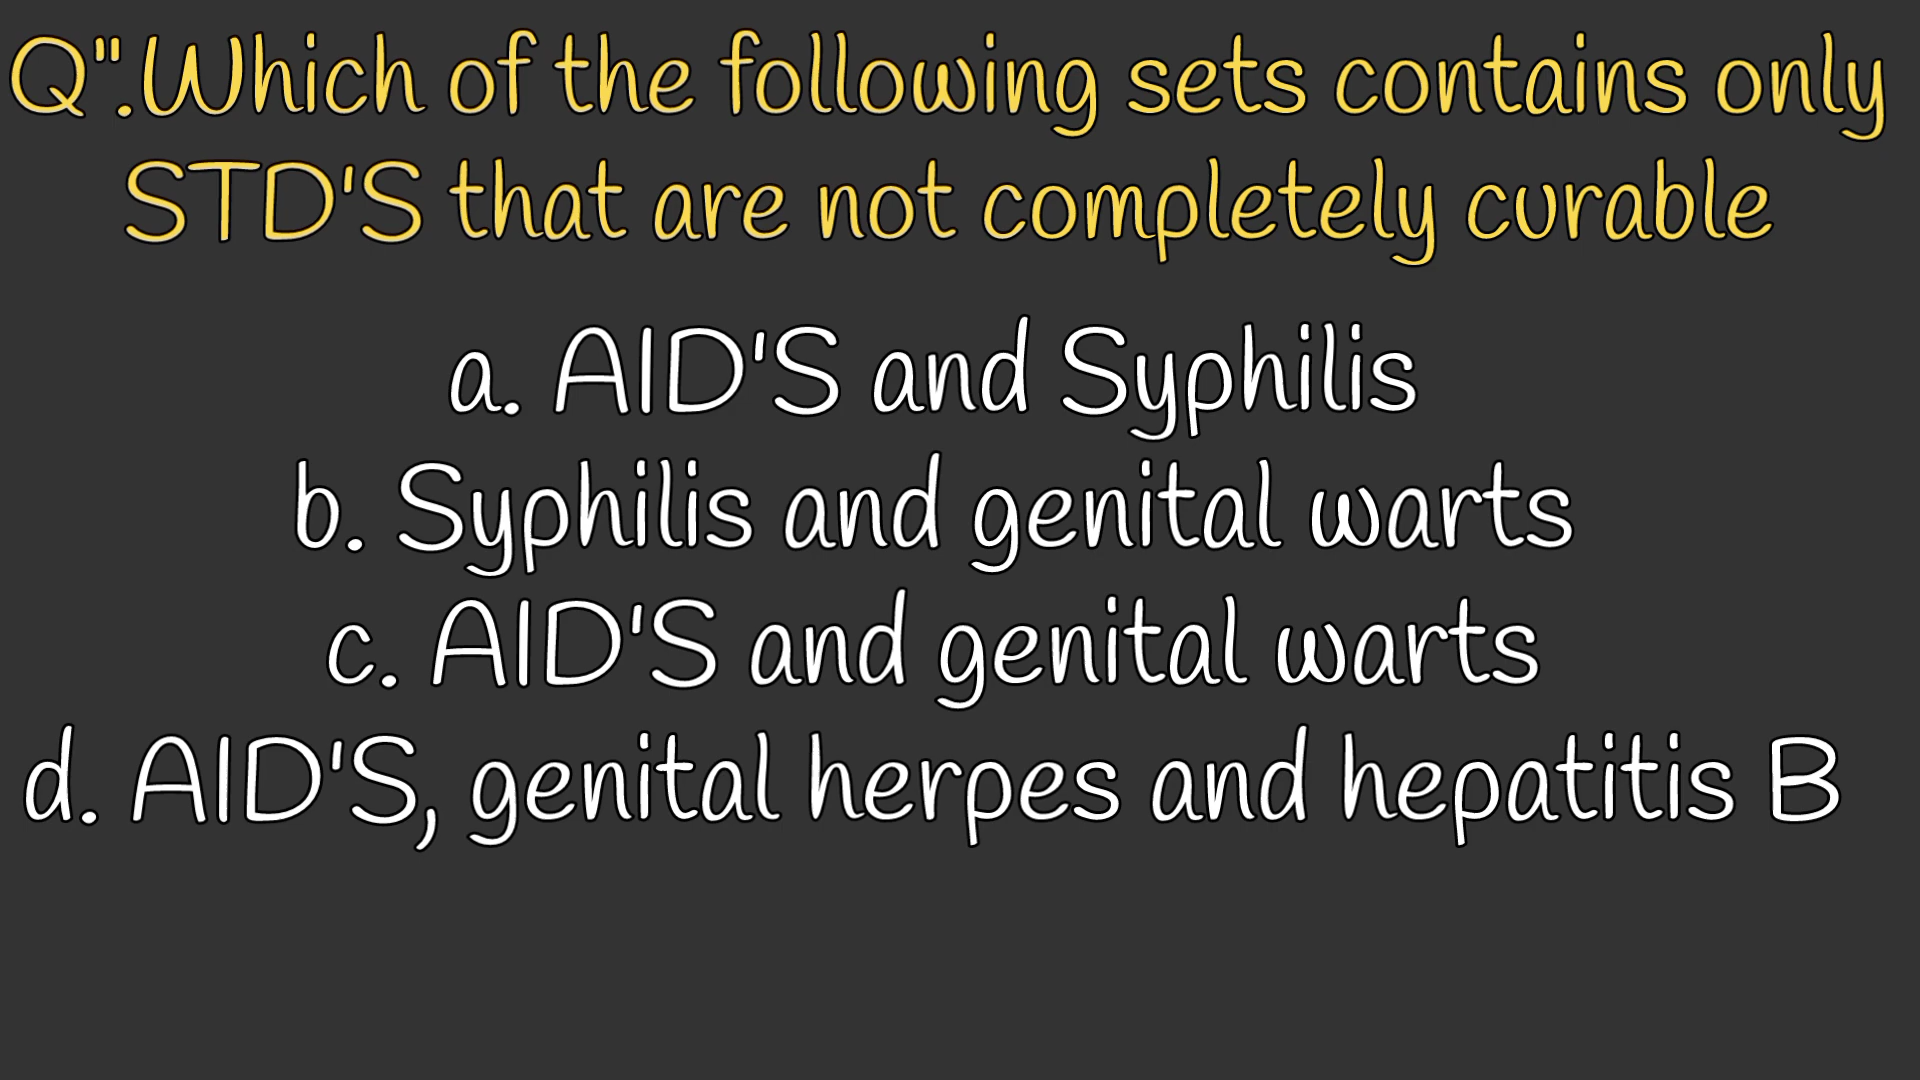 Q".Which of the following sets contains only
STD'S that are not completely curable
a. AID'S and Syphilis
b. Syphilis and genital warts
c. AID'S and genital warts
d. AID'S, genital herpes and hepatitis B